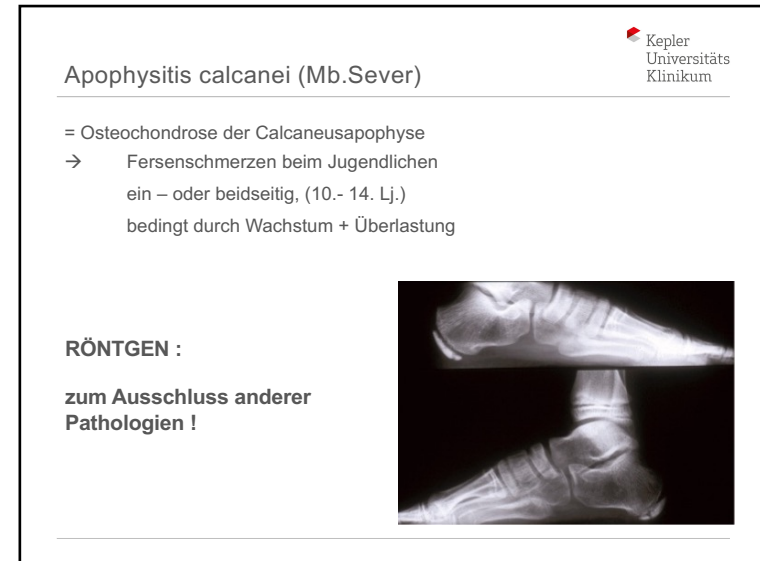 Kepler
Universitäts
Klinikum
Apophysitis calcanei (Mb.Sever)
= Osteochondrose der Calcaneusapophyse
→ Fersenschmerzen beim Jugendlichen
ein – oder beidseitig, (10.- 14. Lj.)
bedingt durch Wachstum + Überlastung
RÖNTGEN :
zum Ausschluss anderer
Pathologien !